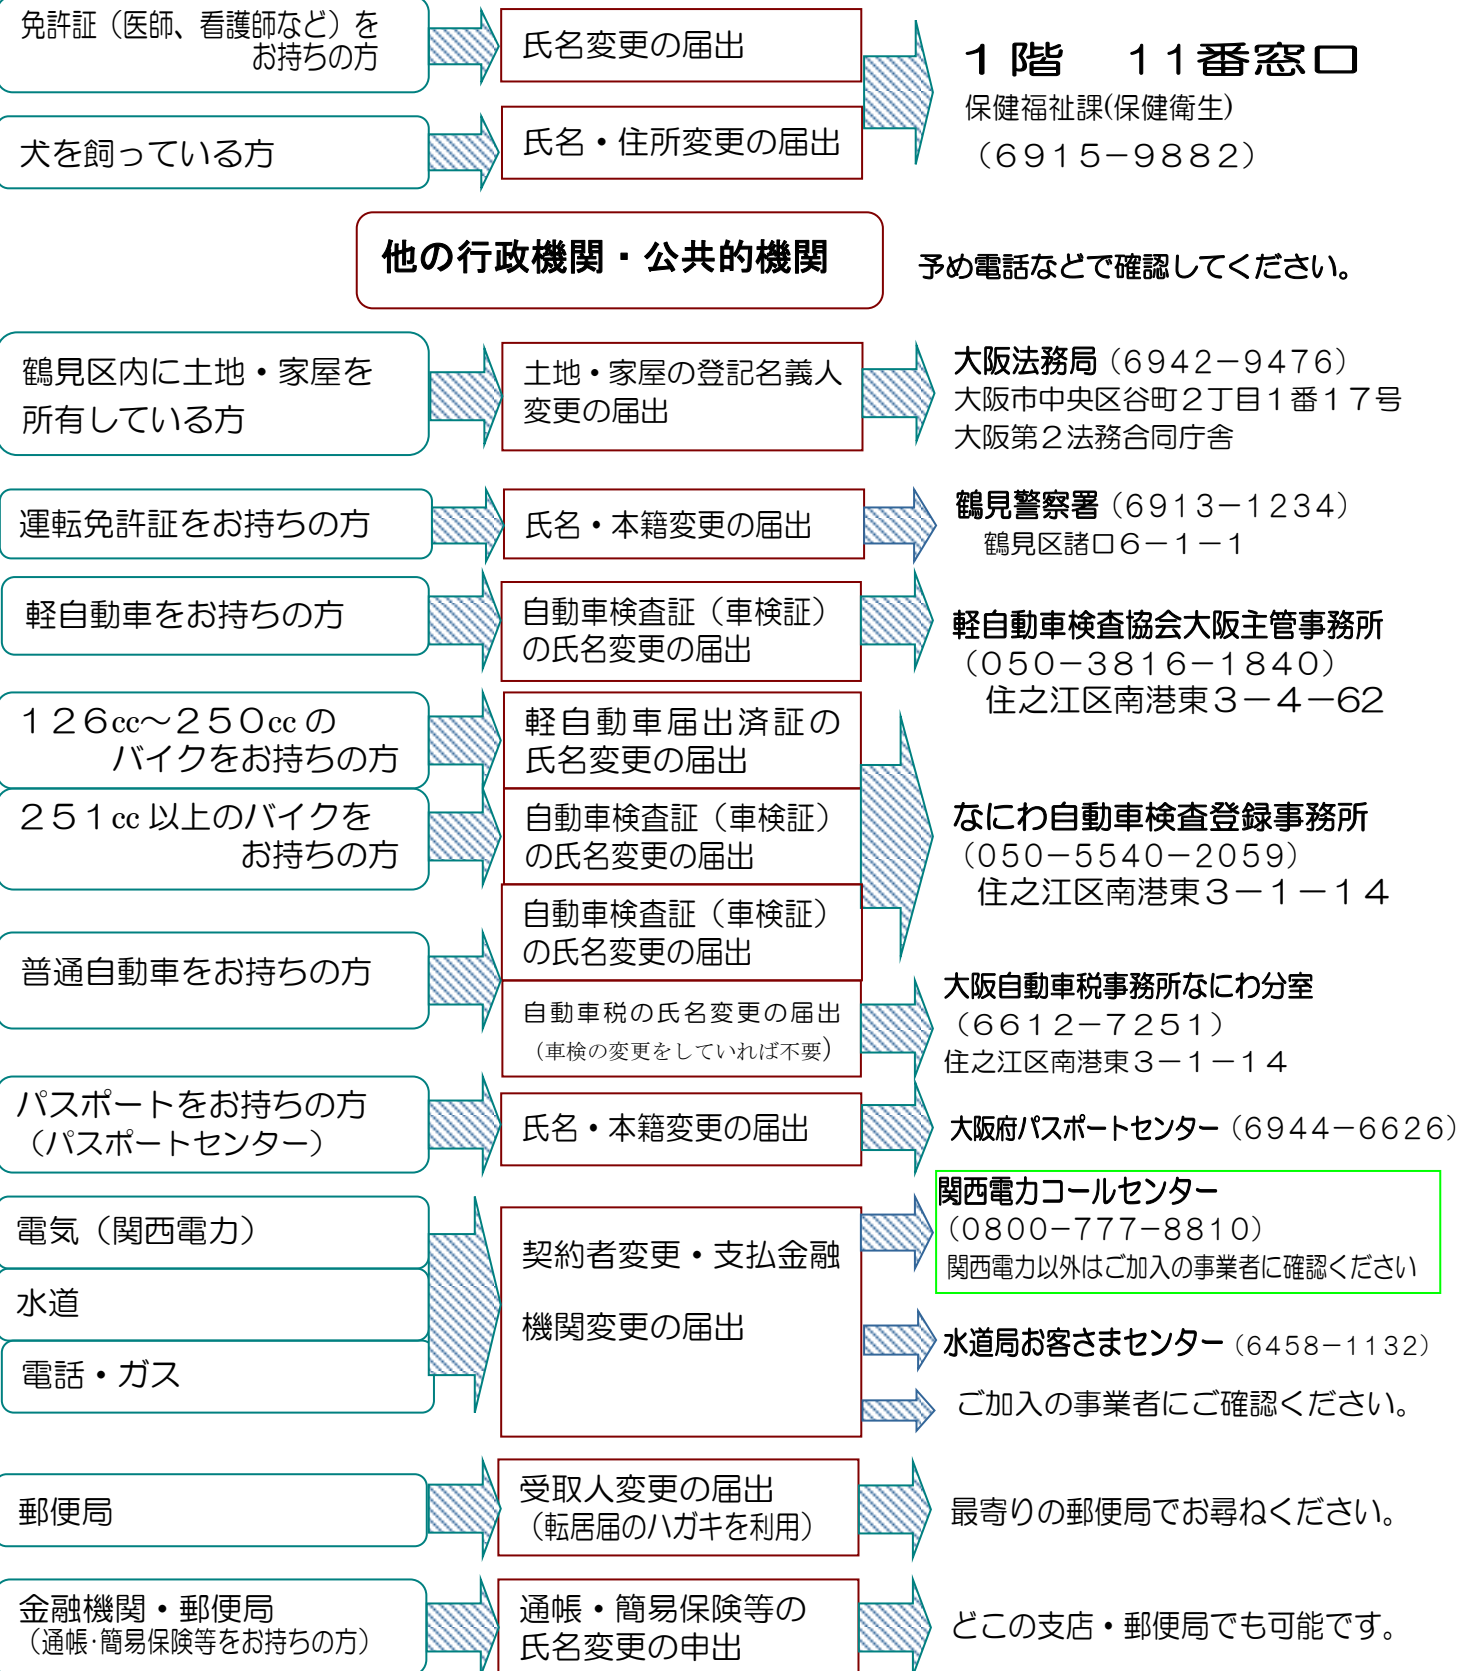 免許証（医師、看護師など）を
お持ちの方
氏名変更の届出
犬を飼っている方
氏名・住所変更の届出
１階　１１番窓口
保健福祉課(保健衛生)
（６９１５－９８８２）
他の行政機関・公共的機関
予め電話などで確認してください。
鶴見区内に土地・家屋を
所有している方
土地・家屋の登記名義人
変更の届出
大阪法務局（６９４２－９４７６）
大阪市中央区谷町２丁目１番１７号
大阪第２法務合同庁舎
運転免許証をお持ちの方
氏名・本籍変更の届出
鶴見警察署（６９１３－１２３４）
鶴見区諸口６－１－１
軽自動車をお持ちの方
自動車検査証（車検証）
の氏名変更の届出
軽自動車検査協会大阪主管事務所
（０５０－３８１６－１８４０）
住之江区南港東３－４－62
１２６cc～２５０cc の
バイクをお持ちの方
軽自動車届出済証の
氏名変更の届出
２５１cc 以上のバイクを
お持ちの方
自動車検査証（車検証）
の氏名変更の届出
なにわ自動車検査登録事務所
（０５０－５５４０－２０５９）
住之江区南港東３－１－１４
普通自動車をお持ちの方
自動車検査証（車検証）
の氏名変更の届出
自動車税の氏名変更の届出
（車検の変更をしていれば不要）
大阪自動車税事務所なにわ分室
（６６１２－７２５１）
住之江区南港東３－１－１４
パスポートをお持ちの方
（パスポートセンター）
氏名・本籍変更の届出
大阪府パスポートセンター（６９４４－６６２６）
電気（関西電力）
水道
電話・ガス
契約者変更・支払金融
機関変更の届出
関西電力コールセンター
（０８００－７７７－８８１０）
関西電力以外はご加入の事業者に確認ください
水道局お客さまセンター（６４５８－１１３２）
ご加入の事業者にご確認ください。
郵便局
受取人変更の届出
（転居届のハガキを利用）
最寄りの郵便局でお尋ねください。
金融機関・郵便局
（通帳・簡易保険等をお持ちの方）
通帳・簡易保険等の
氏名変更の申出
どこの支店・郵便局でも可能です。